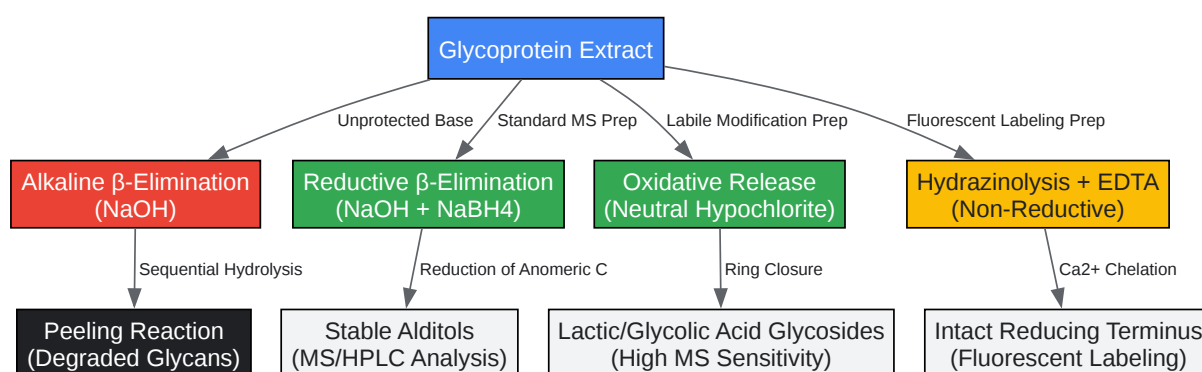 Glycoprotein Extract
Unprotected Base
Standard MS Prep
Labile Modification Prep
Fluorescent Labeling Prep
Alkaline β-Elimination
(NaOH)
Reductive β-Elimination
(NaOH + NaBH4)
Oxidative Release
(Neutral Hypochlorite)
Hydrazinolysis + EDTA
(Non-Reductive)
Sequential Hydrolysis
Reduction of Anomeric C
Ring Closure
Ca2+ Chelation
Peeling Reaction
(Degraded Glycans)
Stable Alditols
(MS/HPLC Analysis)
Lactic/Glycolic Acid Glycosides
(High MS Sensitivity)
Intact Reducing Terminus
(Fluorescent Labeling)